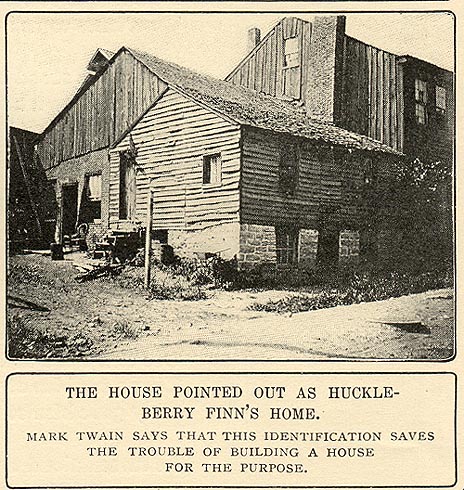 THE HOUSE POINTED OUT AS HUCKLE-
BERRY FINN'S HOME.
MARK TWAIN SAYS THAT THIS IDENTIFICATION SAVES
THE TROUBLE OF BUILDING A HOUSE
FOR THE PURPOSE.